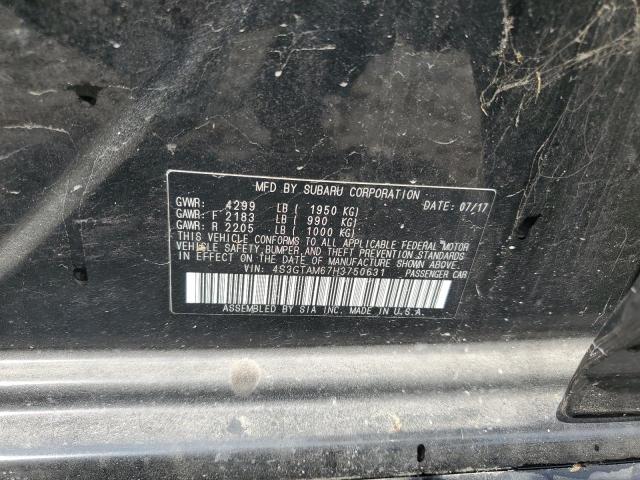 MFD BY SUBARU CORPORATION DATE: 07/17
GVWR: 4299 LB ( 1950 KG)
GAWR: F 2183 LB ( 990 KG)
GAWR: R 2205 LB ( 1000 KG)
THIS VEHICLE CONFORMS TO ALL APPLICABLE FEDERAL MOTOR
VEHICLE SAFETY, BUMPER, AND THEFT PREVENTION STANDARDS
IN EFFECT ON THE DATE OF MANUFACTURE SHOWN ABOVE.
VIN: 4S3GTAM67H3750631 PASSENGER CAR
ASSEMBLED BY SIA INC. MADE IN U.S.A.